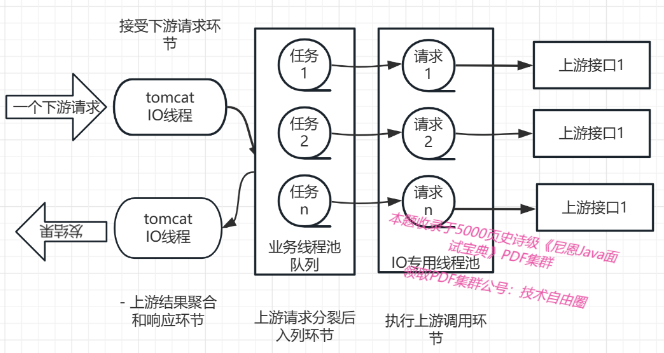 接受下游请求环
节
一个下游请求
tomcat
IO线程
任务
1
请求
1
上游接口1
任务
2
请求
2
上游接口1
任务
n
请求
n
上游接口1
发结果
tomcat
IO线程
业务线程池
队列
IO专用线程池
本题收录于5000页史诗级《尼恩Java面
试宝典》PDF集群
领取PDF集群公号：技术自由圈
- 上游结果聚合
和响应环节
上游请求分裂后
入列环节
执行上游调用环
节